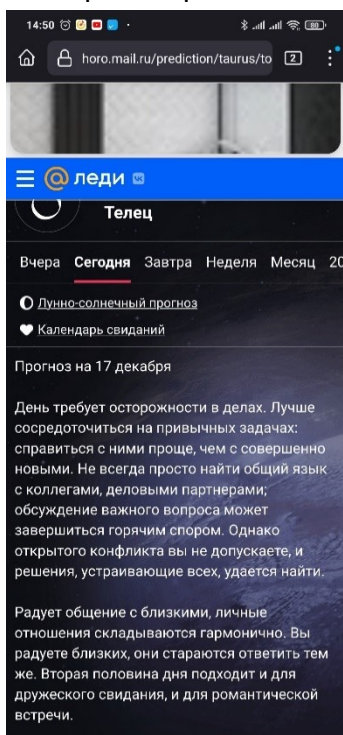 14:50
80
horo.mail.ru/prediction/taurus/to
2
леди
Телец
Вчера Сегодня Завтра Неделя Месяц 20
Лунно-солнечный прогноз
Календарь свиданий
Прогноз на 17 декабря
День требует осторожности в делах. Лучше
сосредоточиться на привычных задачах:
справиться с ними проще, чем с совершенно
новыми. Не всегда просто найти общий язык
с коллегами, деловыми партнерами;
обсуждение важного вопроса может
завершиться горячим спором. Однако
открытого конфликта вы не допускаете, и
решения, устраивающие всех, удается найти.
Радует общение с близкими, личные
отношения складываются гармонично. Вы
радуете близких, они стараются ответить тем
же. Вторая половина дня подходит и для
дружеского свидания, и для романтической
встречи.